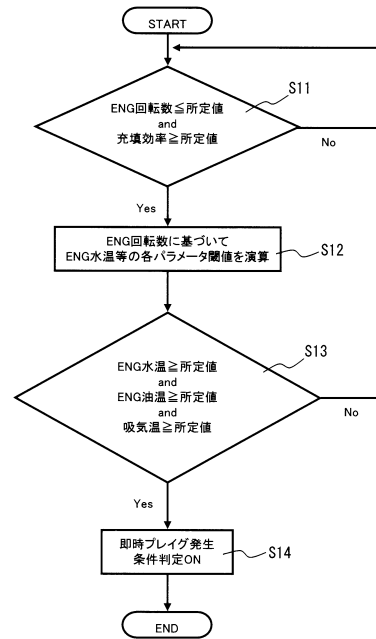 START
ENG回転数≦所定値
and
充填効率≧所定値
S11
No
Yes
ENG回転数に基づいて
ENG水温等の各パラメータ閾値を演算
S12
ENG水温≧所定値
and
ENG油温≧所定値
and
吸気温≧所定値
S13
No
Yes
即時プレイグ発生
条件判定ON
S14
END